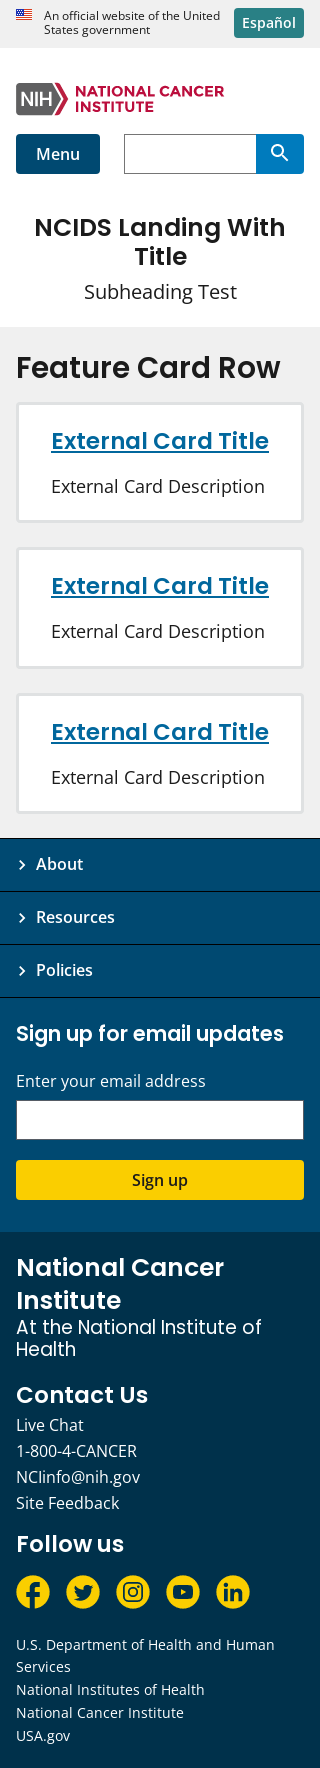 An official website of the United
States government
Español
NIH
NATIONAL CANCER
INSTITUTE
Menu
NCIDS Landing With
Title
Subheading Test
Feature Card Row
External Card Title
External Card Description
External Card Title
External Card Description
External Card Title
External Card Description
About
Resources
Policies
Sign up for email updates
Enter your email address
Sign up
National Cancer
Institute
At the National Institute of
Health
Contact Us
Live Chat
1-800-4-CANCER
NCIinfo@nih.gov
Site Feedback
Follow us
U.S. Department of Health and Human
Services
National Institutes of Health
National Cancer Institute
USA.gov